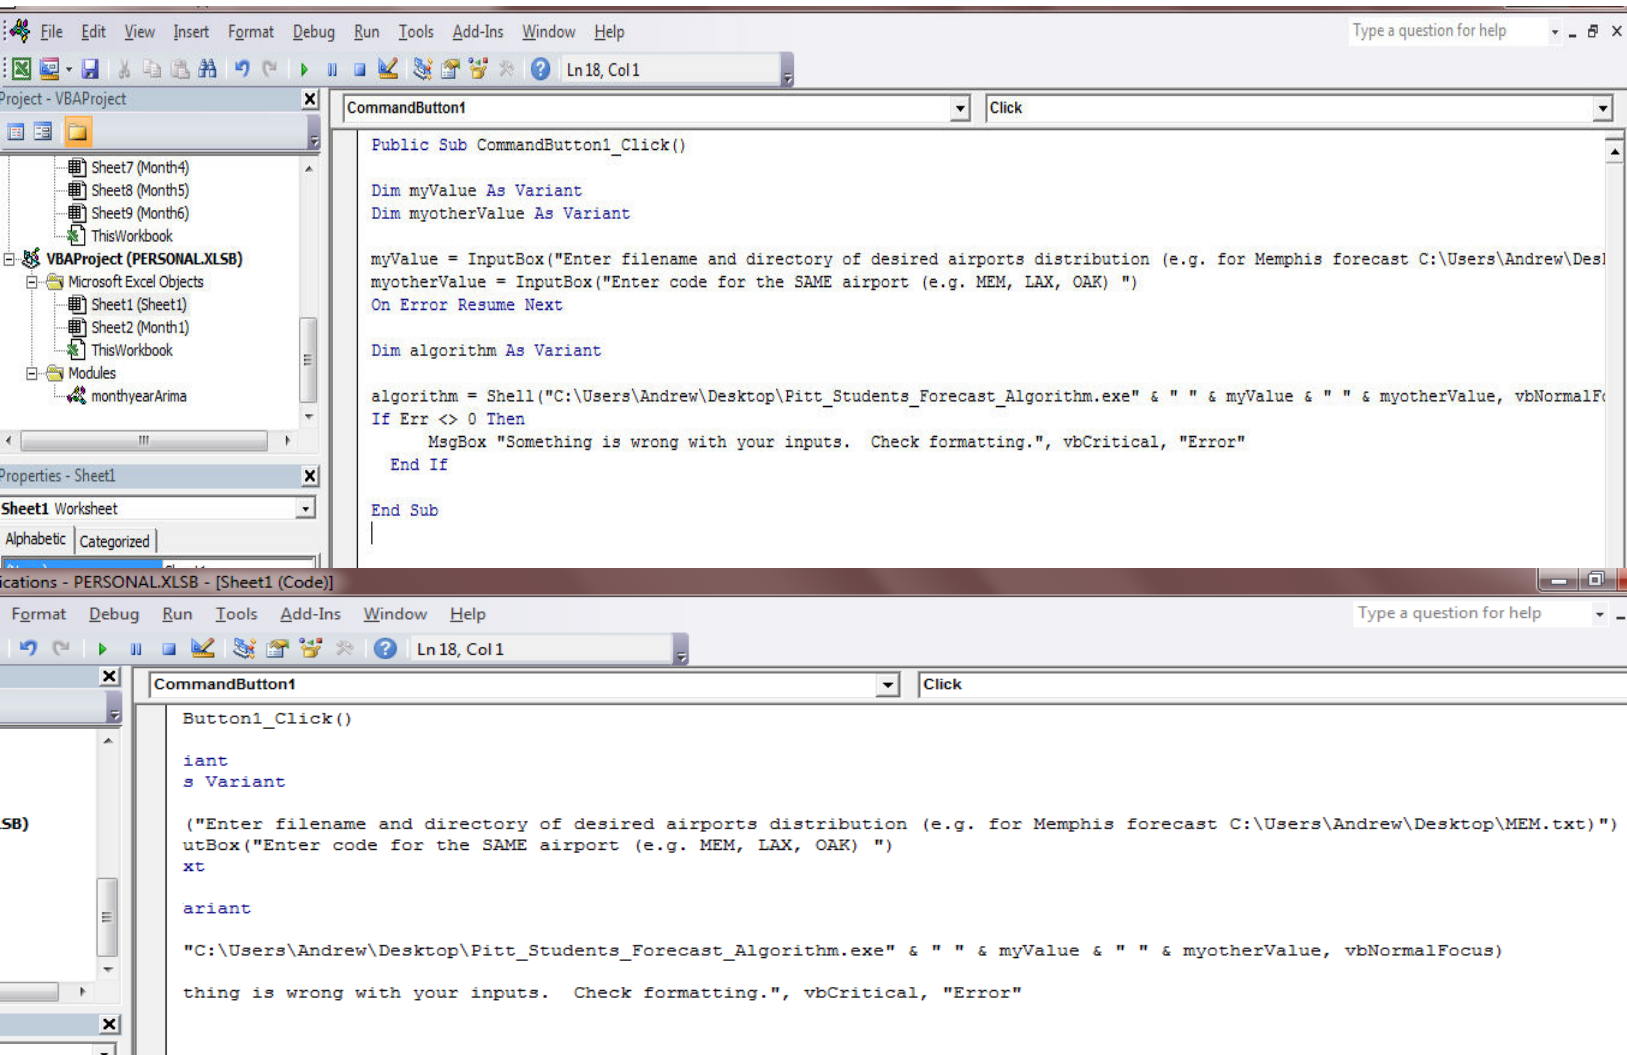 File Edit View Insert Format Debug Run Tools Add-Ins Window Help Type a question for help
Ln 18, Col 1
Project - VBAProject
CommandButton1 Click
Sheet7 (Month4)
Sheet8 (Month5)
Sheet9 (Month6)
ThisWorkbook
VBAProject (PERSONAL.XLSB)
Microsoft Excel Objects
Sheet1 (Sheet1)
Sheet2 (Month1)
ThisWorkbook
Modules
monthyearArima
Properties - Sheet1
Sheet1 Worksheet
Alphabetic Categorized
Public Sub CommandButton1_Click()
Dim myValue As Variant
Dim myotherValue As Variant
myValue = InputBox("Enter filename and directory of desired airports distribution (e.g. for Memphis forecast C:\Users\Andrew\Des
myotherValue = InputBox("Enter code for the SAME airport (e.g. MEM, LAX, OAK) ")
On Error Resume Next
Dim algorithm As Variant
algorithm = Shell("C:\Users\Andrew\Desktop\Pitt_Students_Forecast_Algorithm.exe" & " " & myValue & " " & myotherValue, vbNormalF
If Err <> 0 Then
MsgBox "Something is wrong with your inputs.  Check formatting.", vbCritical, "Error"
End If
End Sub
ications - PERSONAL.XLSB - [Sheet1 (Code)]
Format Debug Run Tools Add-Ins Window Help Type a question for help
Ln 18, Col 1
CommandButton1 Click
.SB)
Button1_Click()
iant
s Variant
("Enter filename and directory of desired airports distribution (e.g. for Memphis forecast C:\Users\Andrew\Desktop\MEM.txt)")
utBox("Enter code for the SAME airport (e.g. MEM, LAX, OAK) ")
xt
ariant
"C:\Users\Andrew\Desktop\Pitt_Students_Forecast_Algorithm.exe" & " " & myValue & " " & myotherValue, vbNormalFocus)
thing is wrong with your inputs.  Check formatting.", vbCritical, "Error"